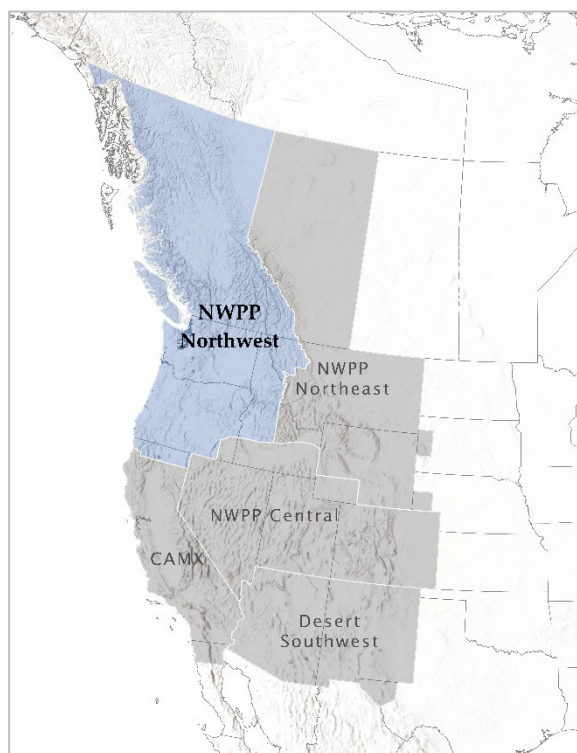 NWPP
Northwest
NWPP
Northeast
NWPP Central
CAMX
Desert
Southwest